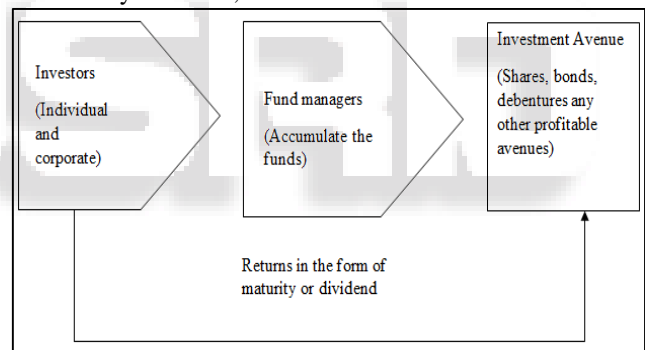 Investors
(Individual
and
corporate)
Fund managers
(Accumulate the
funds)
Investment Avenue
(Shares, bonds,
debentures any
other profitable
avenues)
Returns in the form of
maturity or dividend